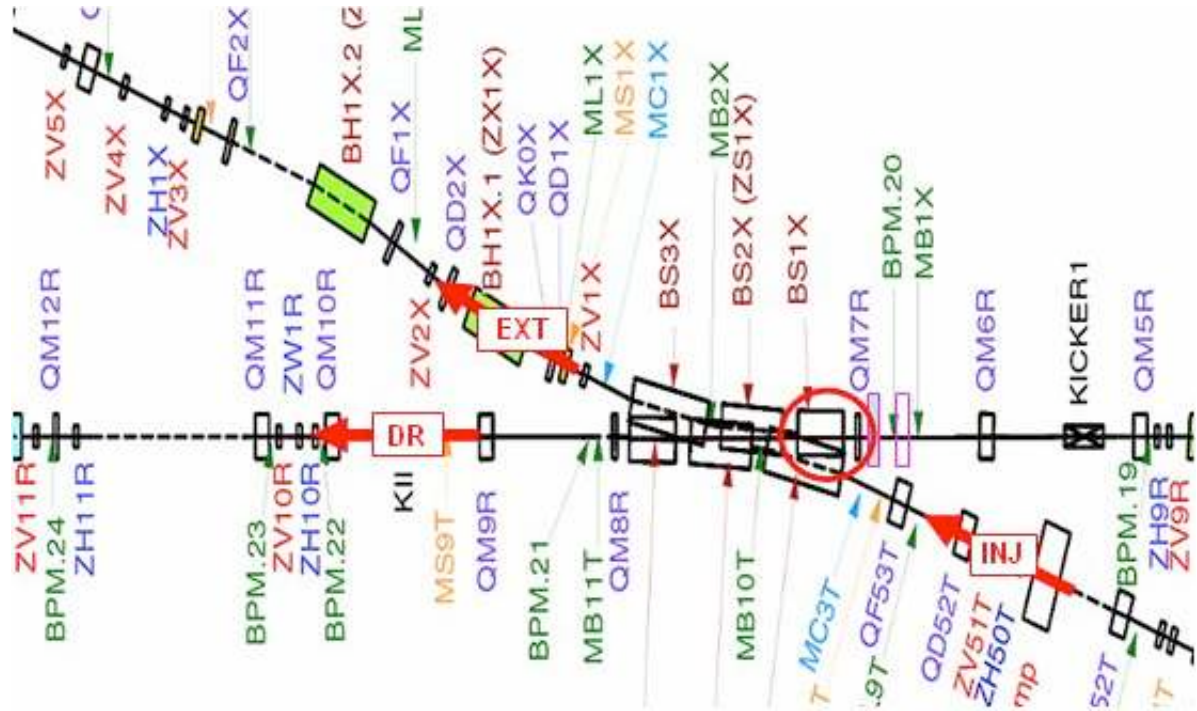 ZV5X
ZV4X
ZH1X
ZV3X
QF2X
BH1X.2 (Z
ML
QF1X
QD2X
BH1X.1 (ZX1X)
QK0X
QD1X
ML1X
MS1X
MC1X
MB2X
BS3X
BS2X (ZS1X)
BS1X
BPM.20
MB1X
QM7R
QM6R
KICKER1
QM5R
ZV2X
ZV1X
EXT
QM12R
QM11R
ZW1R
QM10R
DR
INJ
ZV11R
BPM.24
ZH11R
BPM.23
ZV10R
ZH10R
BPM.22
KII
MS9T
QM9R
BPM.21
MB11T
QM8R
MB10T
T
MC3T
QF53T
.9T
QD52T
ZV51T
ZH50T
mp
BPM.19
ZH9R
ZV9R
52T